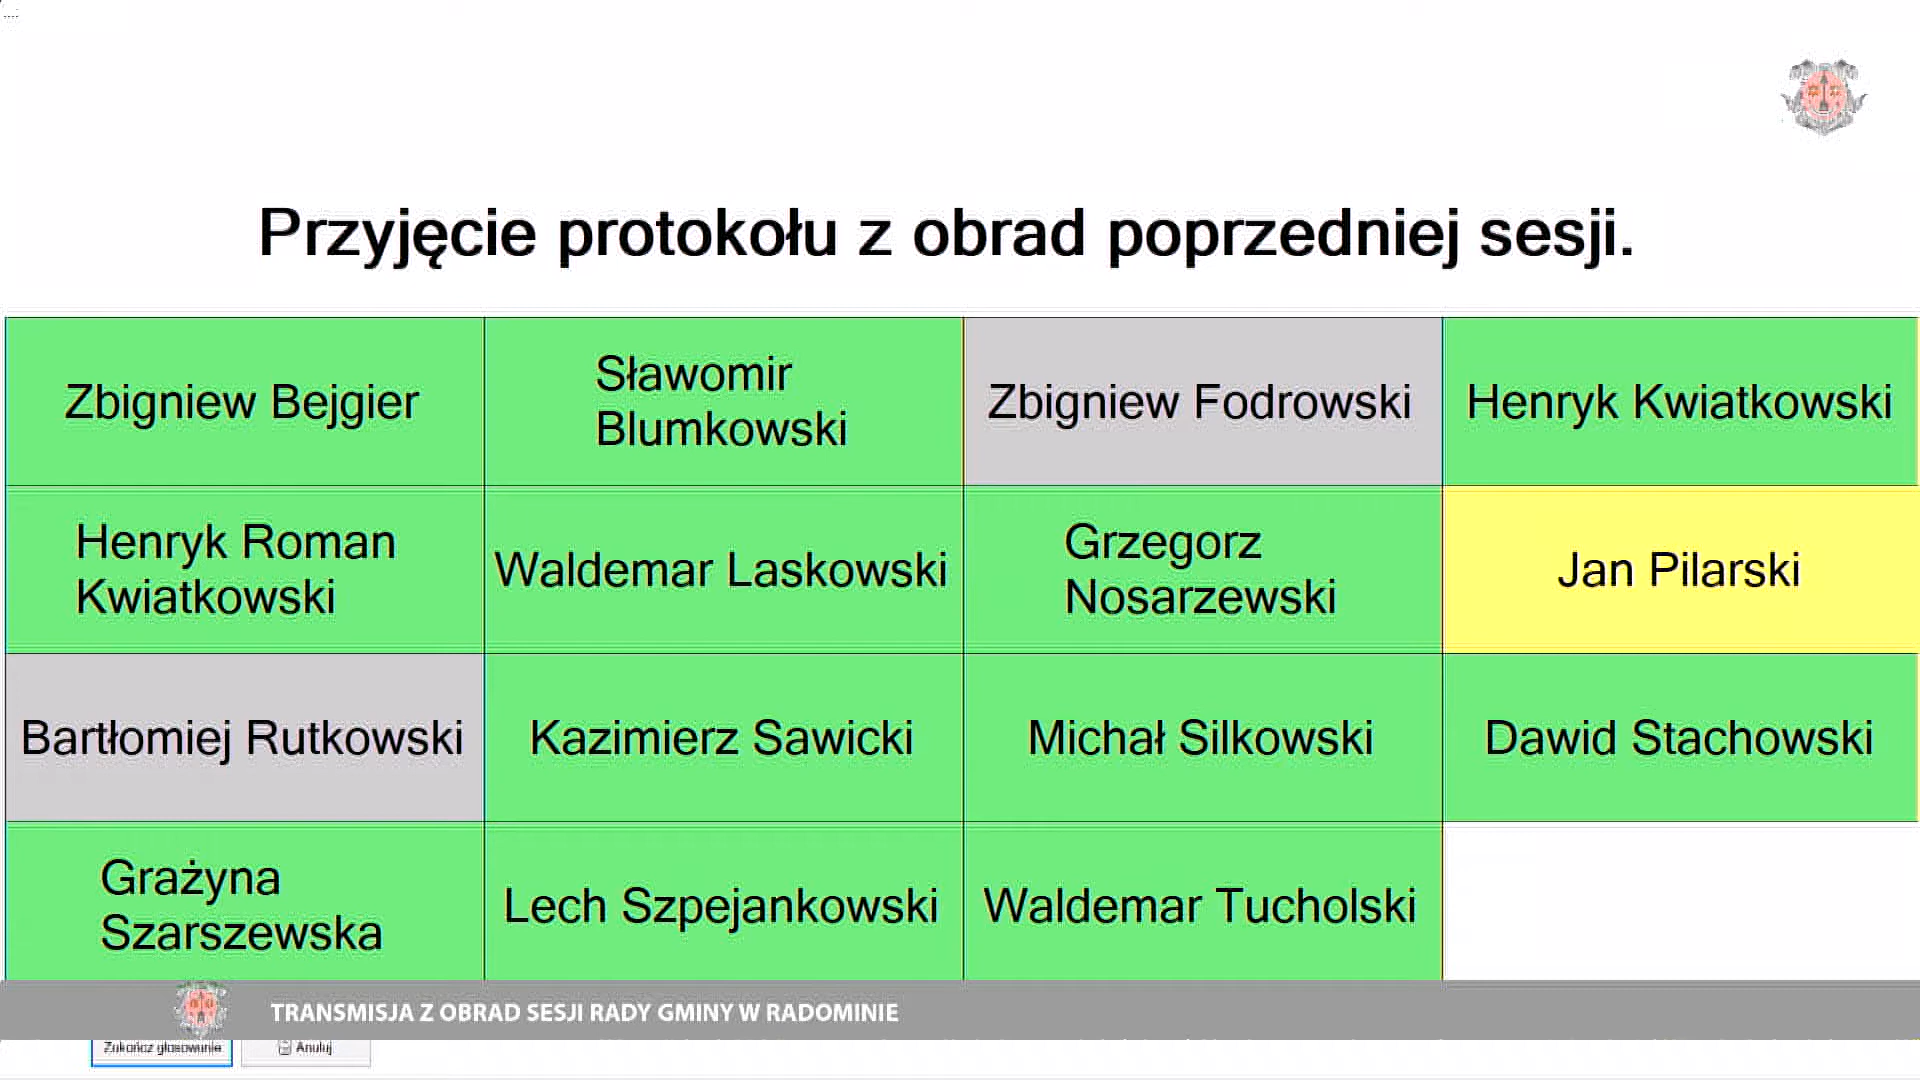 Przyjęcie protokołu z obrad poprzedniej sesji.
Zbigniew Bejgier
Sławomir
Blumkowski
Zbigniew Fodrowski
Henryk Kwiatkowski
Henryk Roman
Kwiatkowski
Waldemar Laskowski
Grzegorz
Nosarzewski
Jan Pilarski
Bartłomiej Rutkowski
Kazimierz Sawicki
Michał Silkowski
Dawid Stachowski
Grażyna
Szarszewska
Lech Szpejankowski
Waldemar Tucholski
TRANSMISJA Z OBRAD SESJI RADY GMINY W RADOMINIE
Zakończ głosowanie
Anuluj